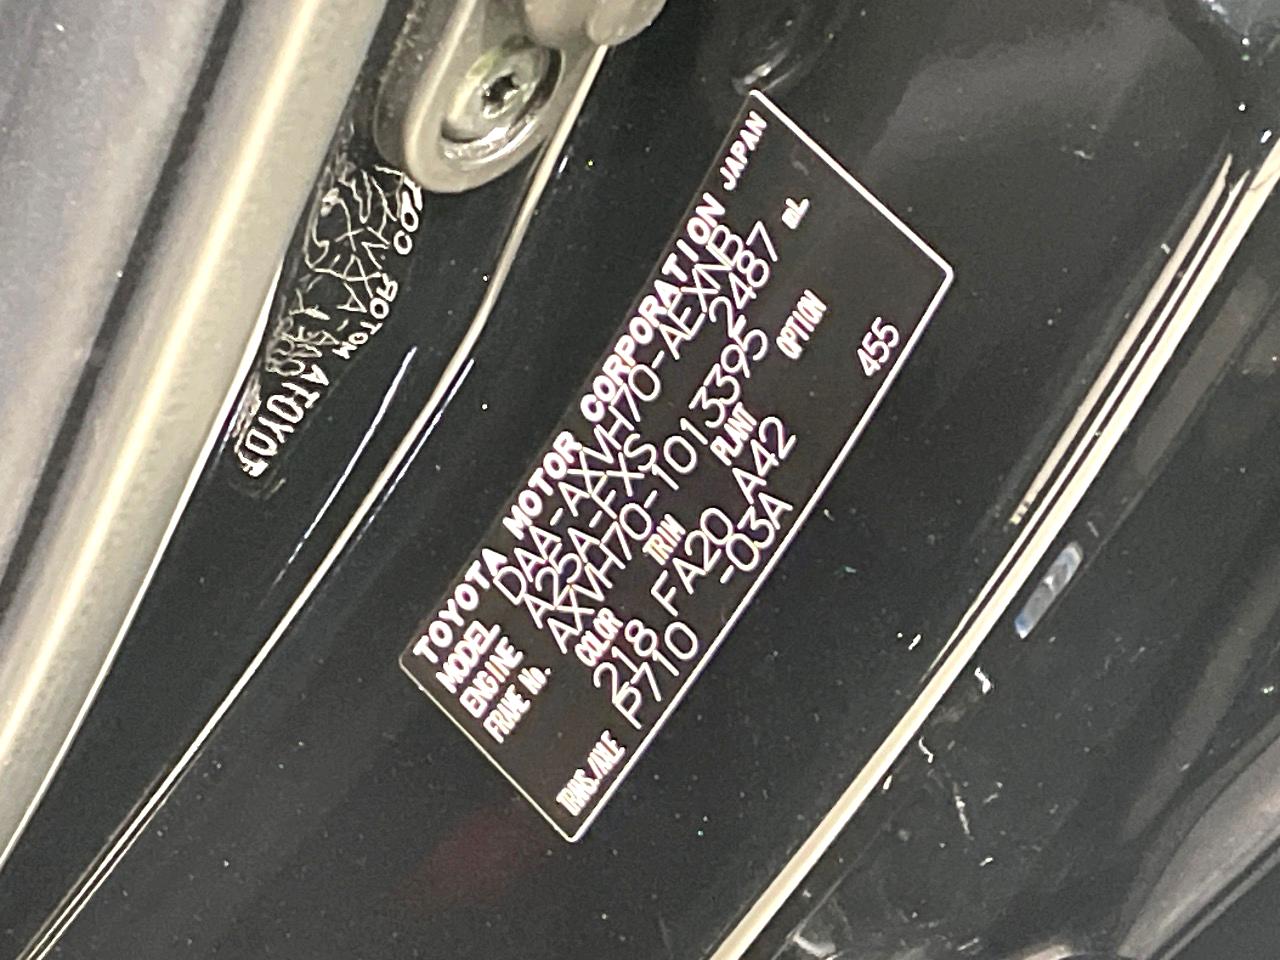 TOYOTA MOTOR CORPORATION JAPAN
MODEL DAA-AXVH70-AEXNB
ENGINE A25A-FXS 2487 mL
FRAME No. AXVH70-1013395
COLOR TRIM PLANT OPTION
218 FA20 A42 455
TRANS./AXLE P710 -03A